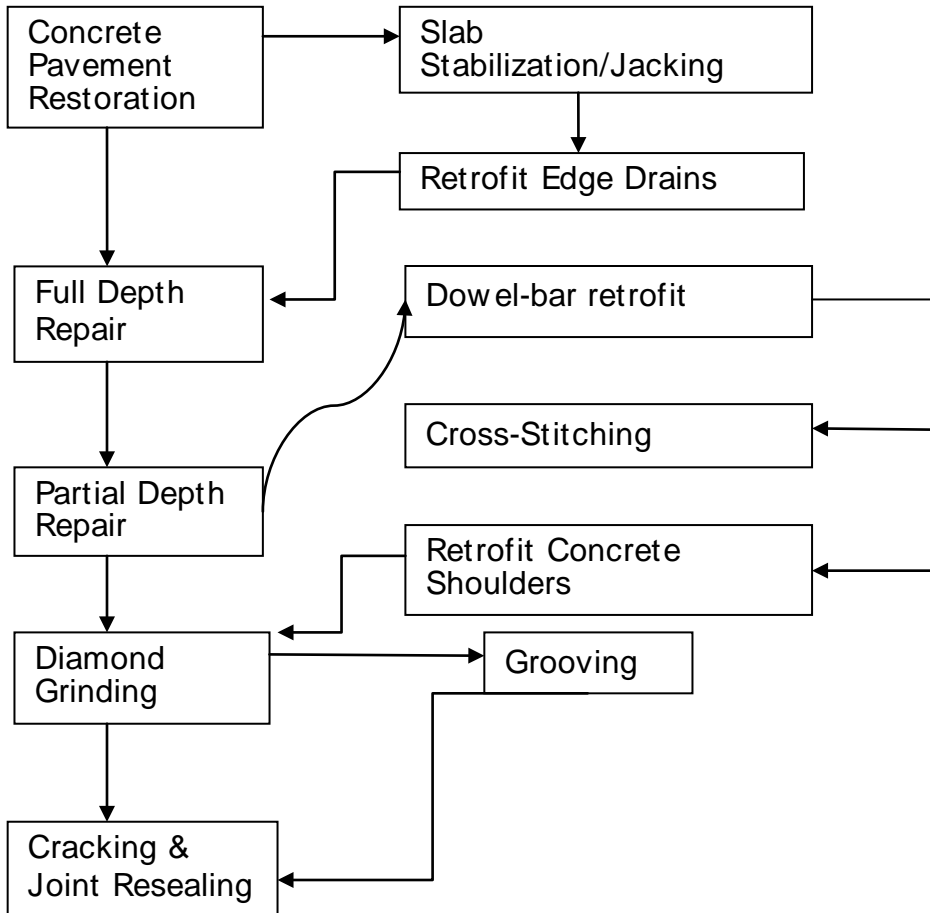 Concrete
Pavement
Restoration
Slab
Stabilization/Jacking
Retrofit Edge Drains
Full Depth
Repair
Dowel-bar retrofit
Cross-Stitching
Partial Depth
Repair
Retrofit Concrete
Shoulders
Diamond
Grinding
Grooving
Cracking &
Joint Resealing